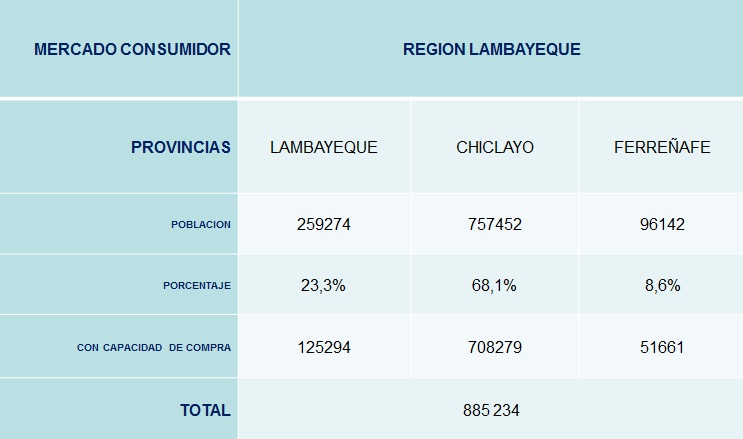 MERCADO CONSUMIDOR REGION LAMBAYEQUE
PROVINCIAS LAMBAYEQUE CHICLAYO FERREÑAFE
POBLACION 259274 757452 96142
PORCENTAJE 23,3% 68,1% 8,6%
CON CAPACIDAD DE COMPRA 125294 708279 51661
TOTAL 885 234